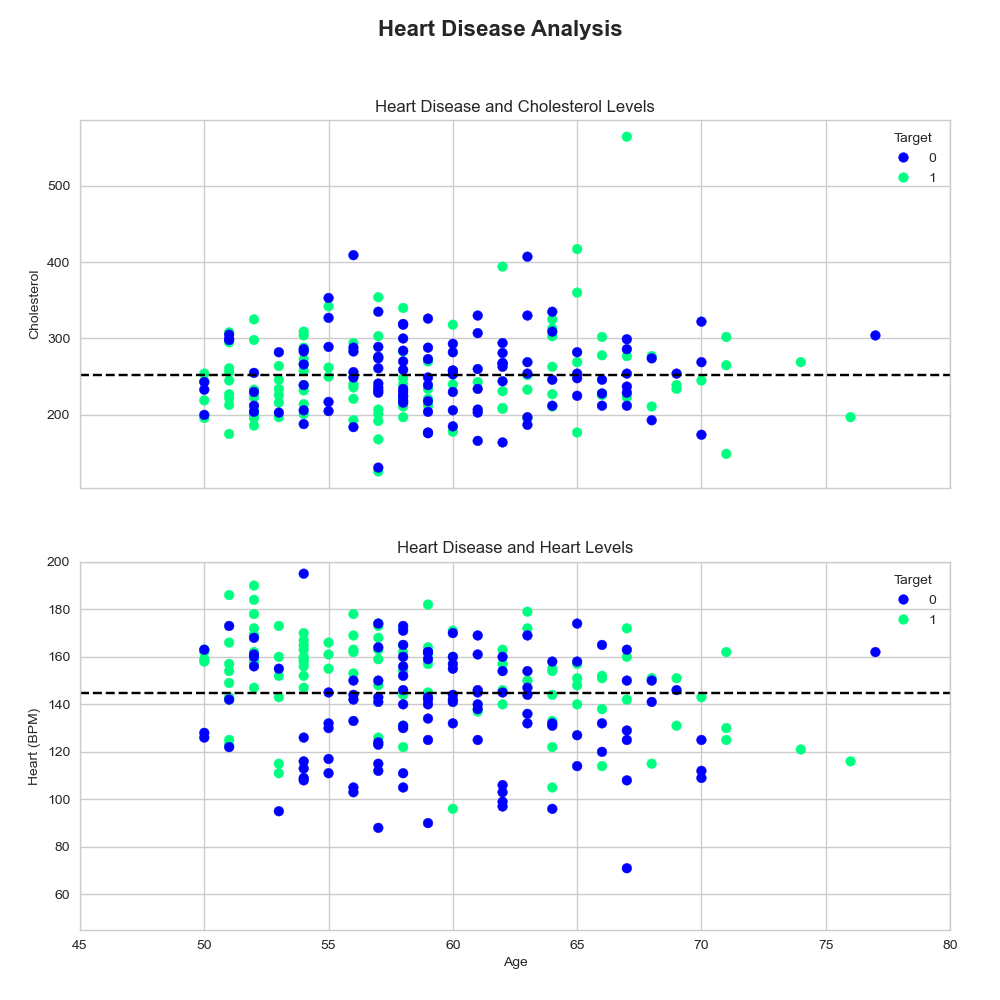 Heart Disease Analysis
Heart Disease and Cholesterol Levels
Target
0
1
500
400
300
200
Cholesterol
Heart Disease and Heart Levels
Target
0
1
200
180
160
140
120
100
80
60
Heart (BPM)
45 50 55 60 65 70 75 80
Age